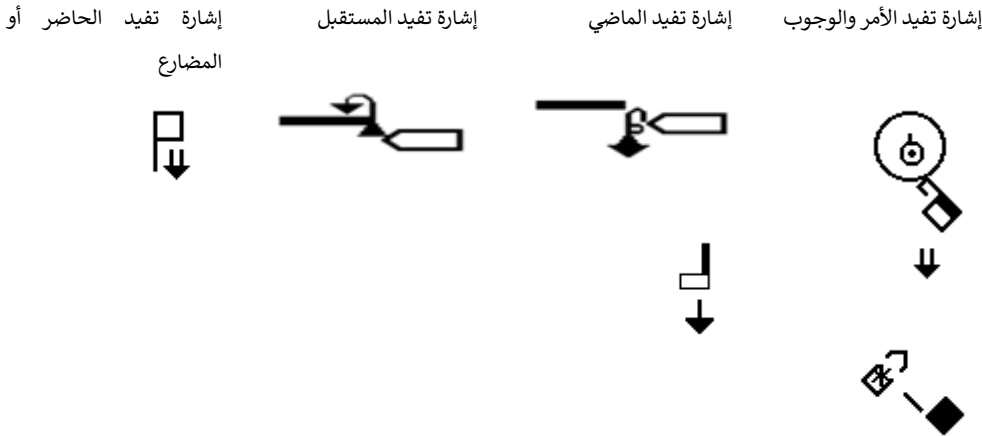 إشارة تفيد الأمر والوجوب
إشارة تفيد الماضي
إشارة تفيد المستقبل
إشارة تفيد الحاضر أو
المضارع